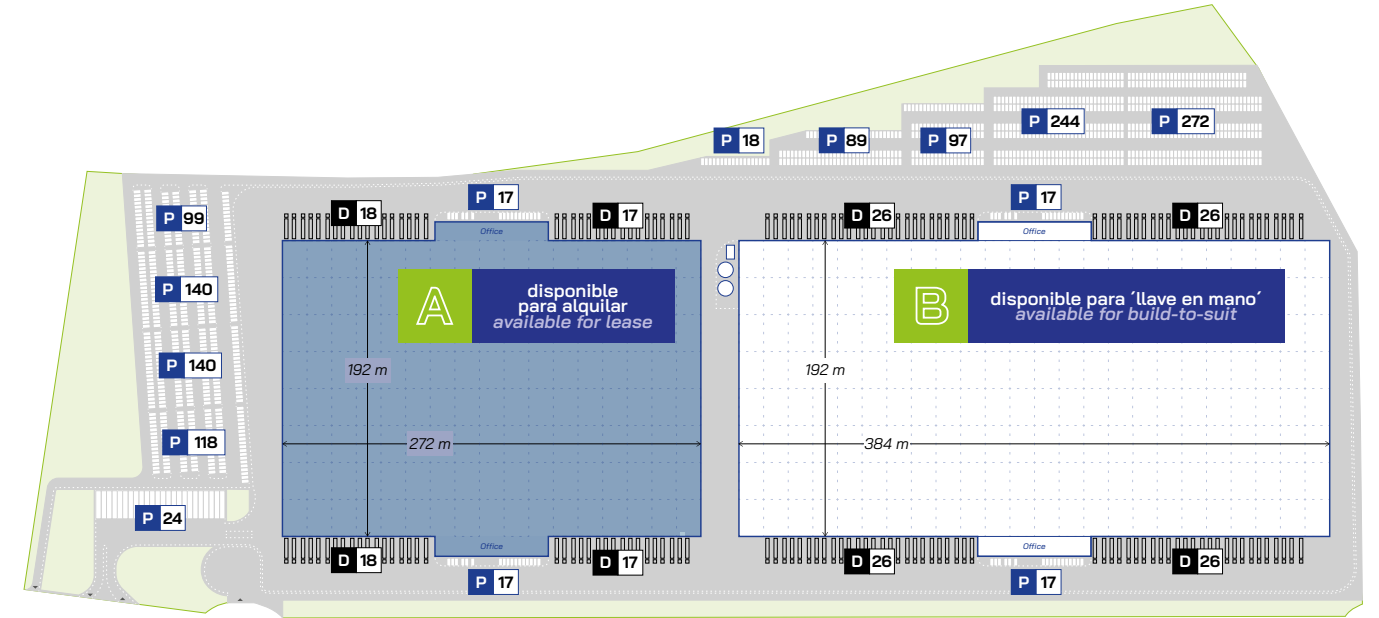 P 244
P 272
P 18
P 89
P 97
P 99
P 17
P 17
D 18
D 17
D 26
D 26
Office
Office
A
disponible
para alquilar
available for lease
B
disponible para ´llave en mano´
available for build-to-suit
P 140
192 m
192 m
P 140
P 118
272 m
384 m
P 24
Office
Office
D 18
D 17
D 26
D 26
P 17
P 17